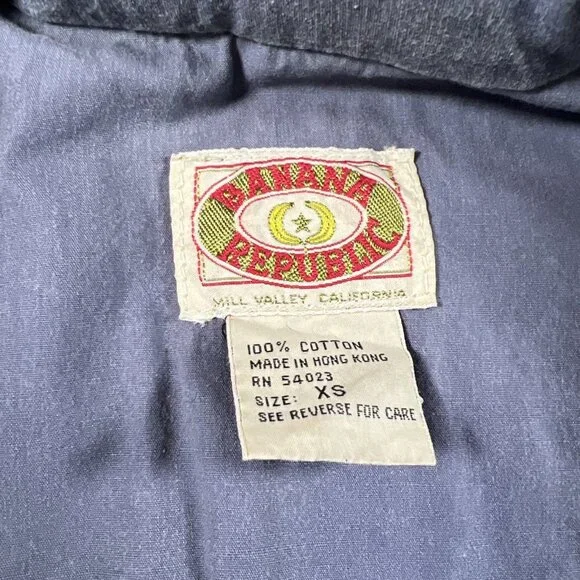 BANANA
REPUBLIC
MILL VALLEY, CALIFORNIA
100% COTTON
MADE IN HONG KONG
RN 54023
SIZE: XS
SEE REVERSE FOR CARE